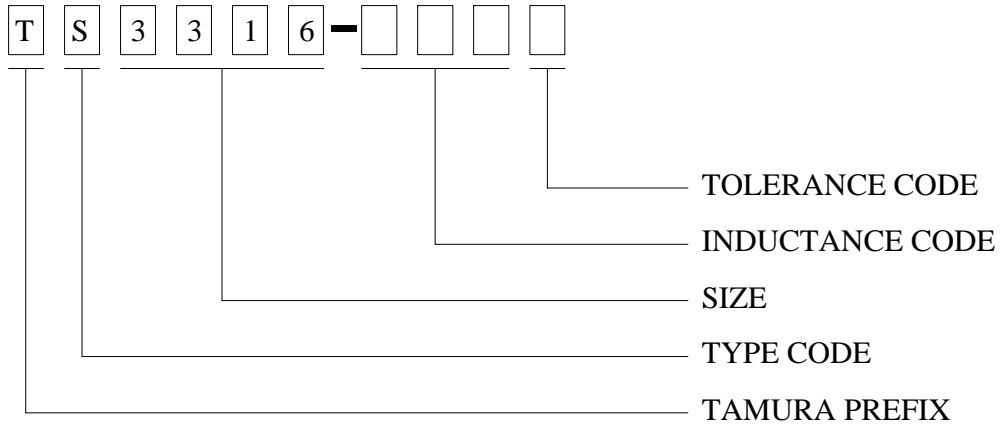 T S 3 3 1 6 -
TOLERANCE CODE
INDUCTANCE CODE
SIZE
TYPE CODE
TAMURA PREFIX